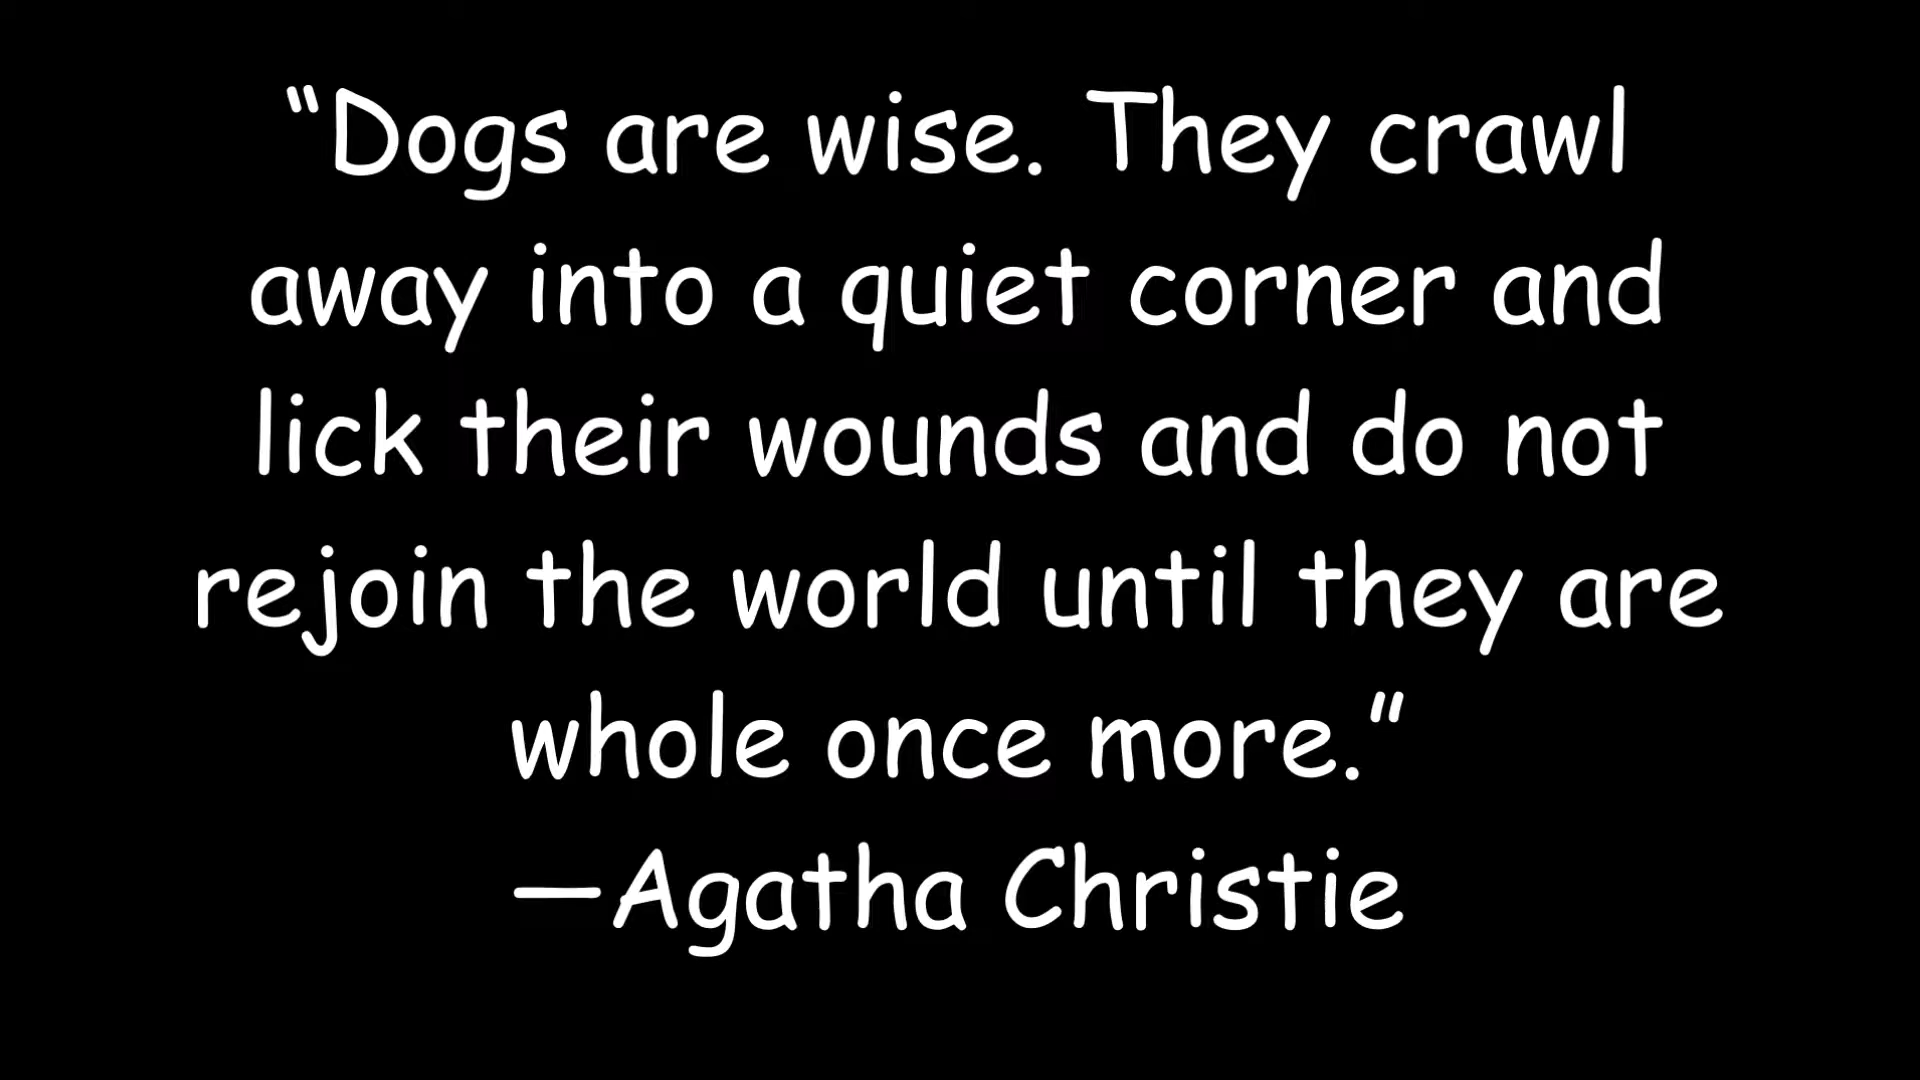 “Dogs are wise. They crawl
away into a quiet corner and
lick their wounds and do not
rejoin the world until they are
whole once more.”
—Agatha Christie